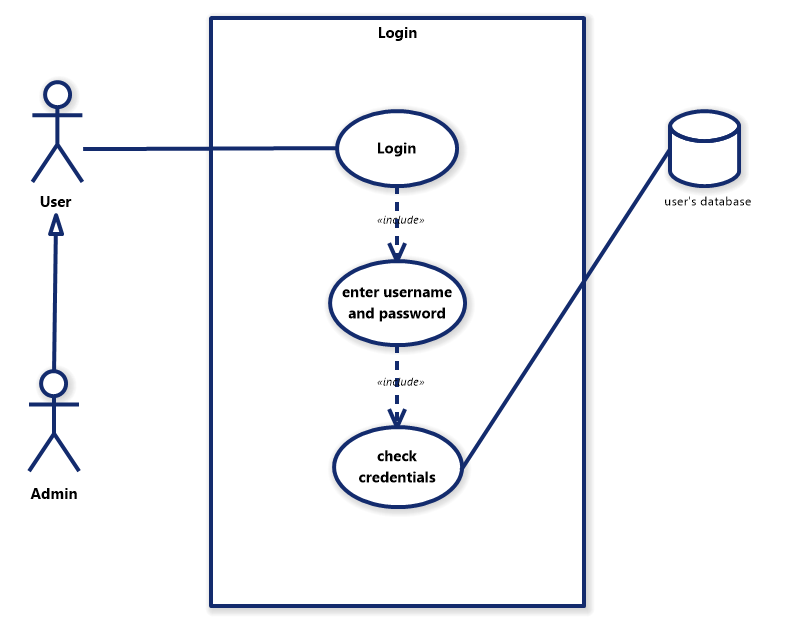 Login
Login
User
user's database
«include»
enter username
and password
«include»
check
credentials
Admin